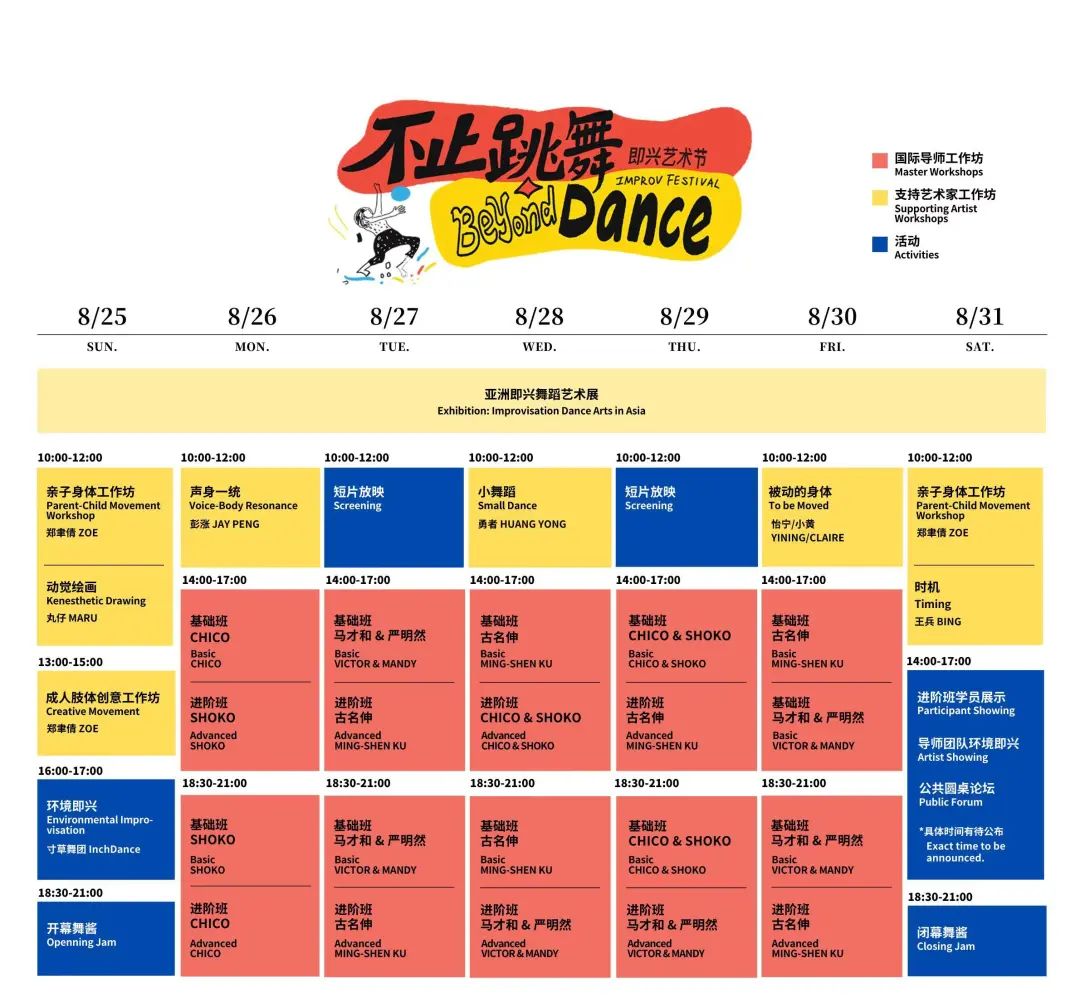 不止跳舞
即兴艺术节
IMPROV FESTIVAL
Beyond Dance
国际导师工作坊
Master Workshops
支持艺术家工作坊
Supporting Artist
Workshops
活动
Activities
8/25
SUN.
8/26
MON.
8/27
TUE.
8/28
WED.
8/29
THU.
8/30
FRI.
8/31
SAT.
亚洲即兴舞蹈艺术展
Exhibition: Improvisation Dance Arts in Asia
10:00-12:00
亲子身体工作坊
Parent-Child Movement
Workshop
郑聿倩 ZOE
动觉绘画
Kenesthetic Drawing
丸仔 MARU
13:00-15:00
成人肢体创意工作坊
Creative Movement
郑聿倩 ZOE
16:00-17:00
环境即兴
Environmental Impro-
visation
寸草舞团 InchDance
18:30-21:00
开幕舞酱
Openning Jam
10:00-12:00
声身一统
Voice-Body Resonance
彭涨 JAY PENG
14:00-17:00
基础班
CHICO
Basic
CHICO
进阶班
SHOKO
Advanced
SHOKO
18:30-21:00
基础班
SHOKO
Basic
SHOKO
进阶班
CHICO
Advanced
CHICO
10:00-12:00
短片放映
Screening
14:00-17:00
基础班
马才和 & 严明然
Basic
VICTOR & MANDY
进阶班
古名伸
Advanced
MING-SHEN KU
18:30-21:00
基础班
马才和 & 严明然
Basic
VICTOR & MANDY
进阶班
古名伸
Advanced
MING-SHEN KU
10:00-12:00
小舞蹈
Small Dance
勇者 HUANG YONG
14:00-17:00
基础班
古名伸
Basic
MING-SHEN KU
进阶班
CHICO & SHOKO
Advanced
CHICO & SHOKO
18:30-21:00
基础班
古名伸
Basic
MING-SHEN KU
进阶班
马才和 & 严明然
Advanced
VICTOR & MANDY
10:00-12:00
短片放映
Screening
14:00-17:00
基础班
CHICO & SHOKO
Basic
CHICO & SHOKO
进阶班
古名伸
Advanced
MING-SHEN KU
18:30-21:00
基础班
CHICO & SHOKO
Basic
CHICO & SHOKO
进阶班
马才和 & 严明然
Advanced
VICTOR & MANDY
10:00-12:00
被动的身体
To be Moved
怡宁/小黄
YINING/CLAIRE
14:00-17:00
基础班
古名伸
Basic
MING-SHEN KU
基础班
马才和 & 严明然
Basic
VICTOR & MANDY
18:30-21:00
基础班
马才和 & 严明然
Basic
VICTOR & MANDY
进阶班
古名伸
Advanced
MING-SHEN KU
10:00-12:00
亲子身体工作坊
Parent-Child Movement
Workshop
郑聿倩 ZOE
时机
Timing
王兵 BING
14:00-17:00
进阶班学员展示
Participant Showing
导师团队环境即兴
Artist Showing
公共圆桌论坛
Public Forum
*具体时间有待公布
Exact time to be
announced.
18:30-21:00
闭幕舞酱
Closing Jam